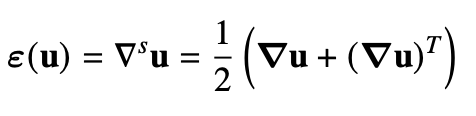 𝜺(𝐮) = ∇ˢ𝐮 = 1/2 (∇𝐮 + (∇𝐮)ᵀ)